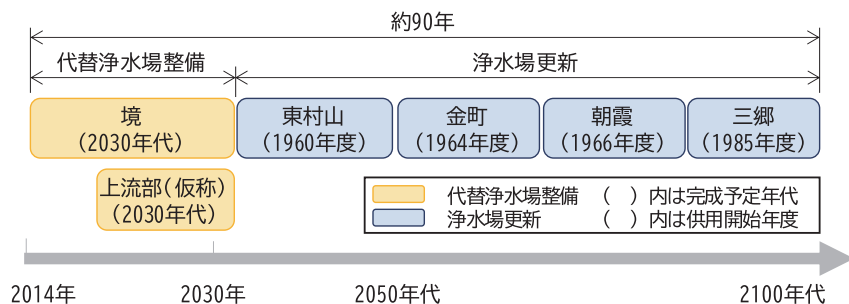 約90年
代替浄水場整備
浄水場更新
境
（2030年代）
東村山
（1960年度）
金町
（1964年度）
朝霞
（1966年度）
三郷
（1985年度）
上流部（仮称）
（2030年代）
代替浄水場整備 （ ）内は完成予定年代
浄水場更新 （ ）内は供用開始年度
2014年
2030年
2050年代
2100年代